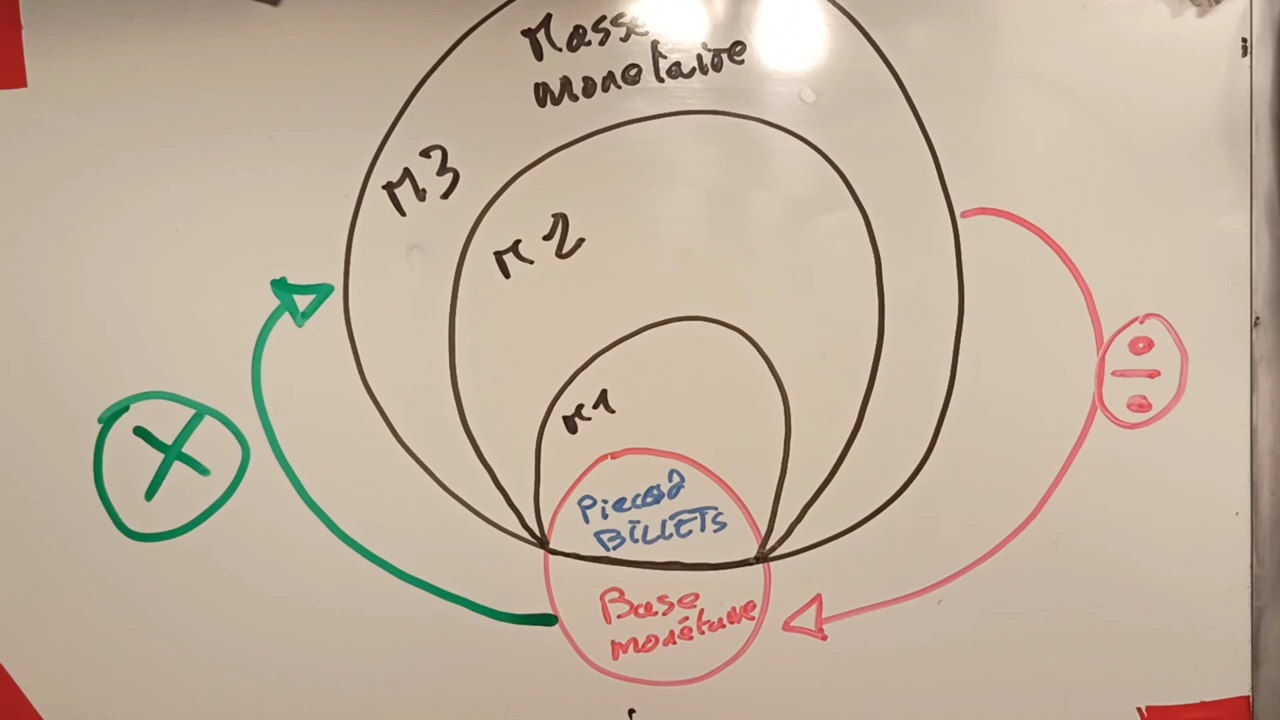 Masse
monétaire
M3
M2
M1
Pieces
BILLETS
Base
monétaire
X
÷